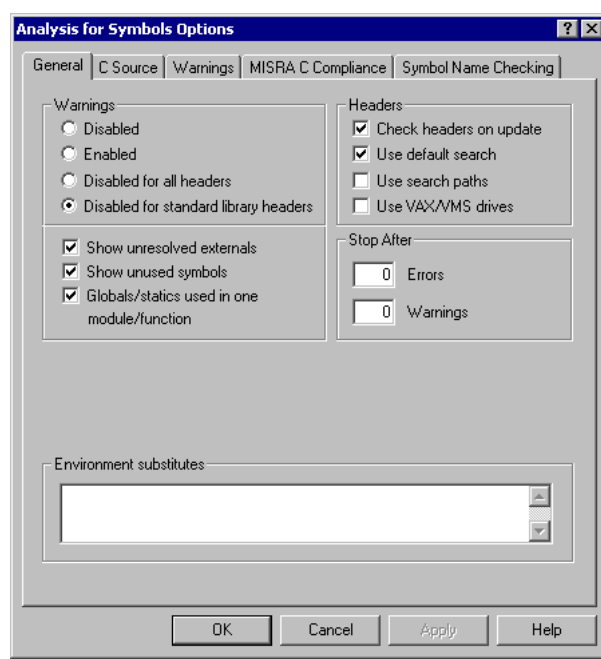 Analysis for Symbols Options
General C Source Warnings MISRA C Compliance Symbol Name Checking
Warnings
Disabled
Enabled
Disabled for all headers
Disabled for standard library headers
Show unresolved externals
Show unused symbols
Globals/statics used in one
module/function
Headers
Check headers on update
Use default search
Use search paths
Use VAX/VMS drives
Stop After
0 Errors
0 Warnings
Environment substitutes
OK Cancel Apply Help